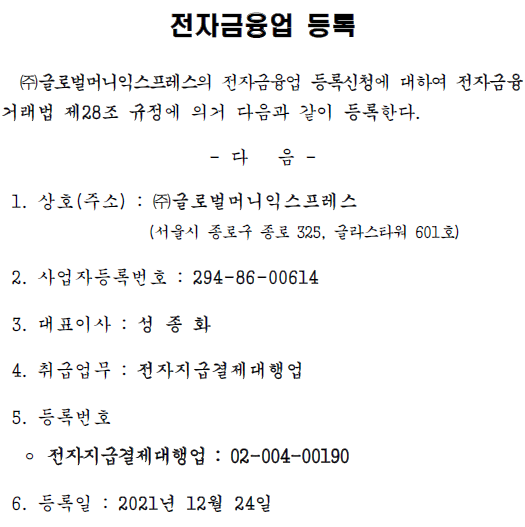 전자금융업 등록
㈜글로벌머니익스프레스의 전자금융업 등록신청에 대하여 전자금융
거래법 제28조 규정에 의거 다음과 같이 등록한다.
- 다 음 -
1. 상호(주소) : ㈜글로벌머니익스프레스
(서울시 종로구 종로 325, 글라스타워 601호)
2. 사업자등록번호 : 294-86-00614
3. 대표이사 : 성 종 화
4. 취급업무 : 전자지급결제대행업
5. 등록번호
○ 전자지급결제대행업 : 02-004-00190
6. 등록일 : 2021년 12월 24일